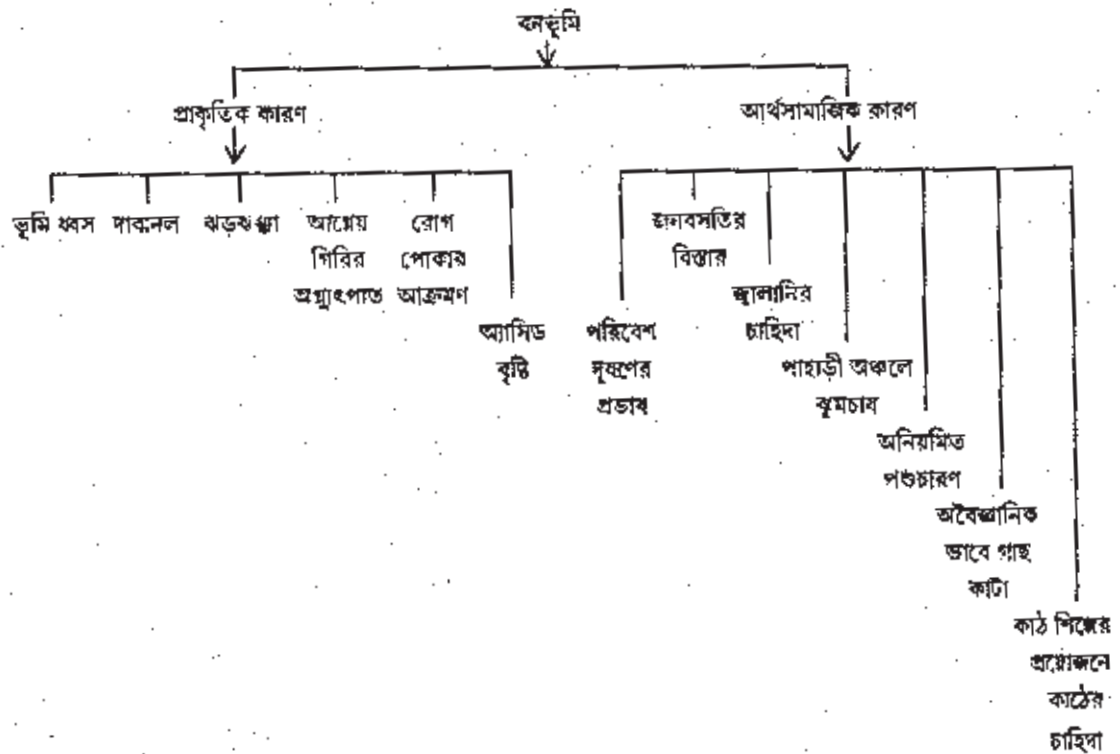 বনভূমি
প্রাকৃতিক কারণ
আর্থসামাজিক কারণ
ভূমি ধ্বস
দাবানল
ঝড়ঝঞ্ঝা
আগ্নেয়
গিরির
অগ্ন্যুৎপাত
রোগ
পোকার
আক্রমণ
অ্যাসিড
বৃষ্টি
পরিবেশ
দূষণের
প্রভাব
জনবসতির
বিস্তার
জ্বালানির
চাহিদা
পাহাড়ী অঞ্চলে
ঝুমচাষ
অনিয়মিত
পশুচারণ
অবৈজ্ঞানিক
ভাবে গাছ
কাটা
কাঠ শিল্পের
প্রয়োজনে
কাঠের
চাহিদা